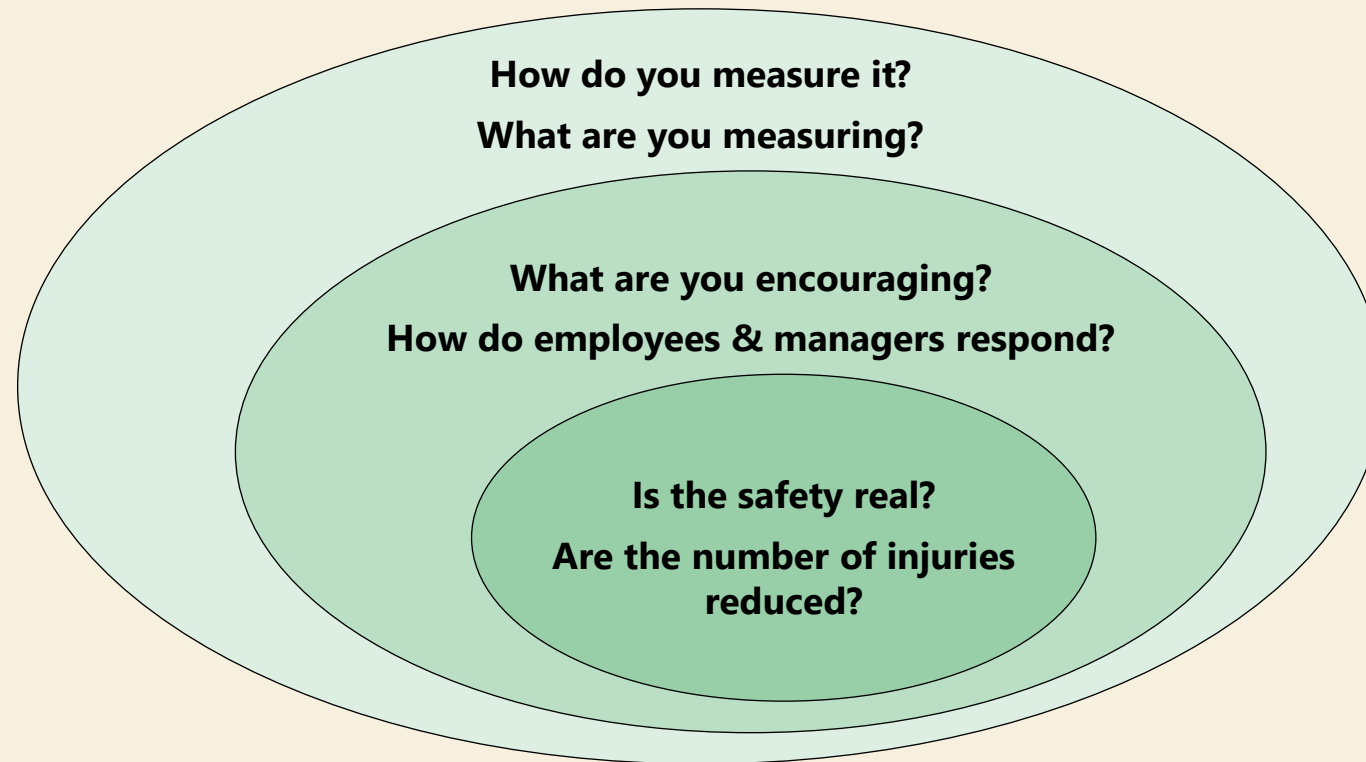 How do you measure it?
What are you measuring?
What are you encouraging?
How do employees & managers respond?
Is the safety real?
Are the number of injuries
reduced?